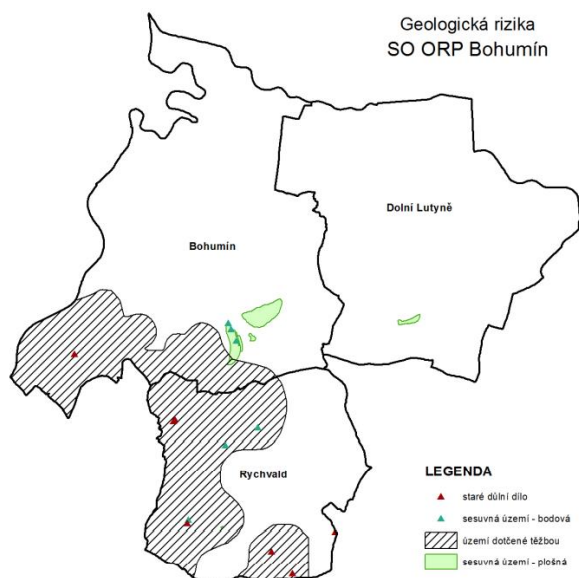 Geologická rizika
SO ORP Bohumín
Dolní Lutyně
Bohumín
Rychvald
LEGENDA
staré důlní dílo
sesuvná území - bodová
území dotčené těžbou
sesuvná území - plošná